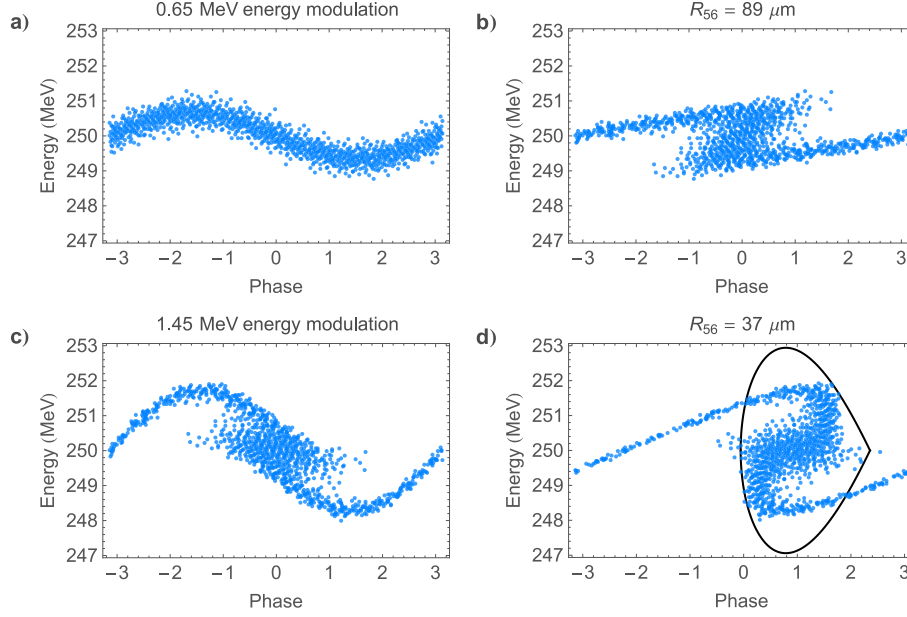 a)
0.65 MeV energy modulation
253
252
251
250
249
248
247
Energy (MeV)
−3 −2 −1 0 1 2 3
Phase
b)
R56 = 89 μm
253
252
251
250
249
248
247
Energy (MeV)
−3 −2 −1 0 1 2 3
Phase
c)
1.45 MeV energy modulation
253
252
251
250
249
248
247
Energy (MeV)
−3 −2 −1 0 1 2 3
Phase
d)
R56 = 37 μm
253
252
251
250
249
248
247
Energy (MeV)
−3 −2 −1 0 1 2 3
Phase